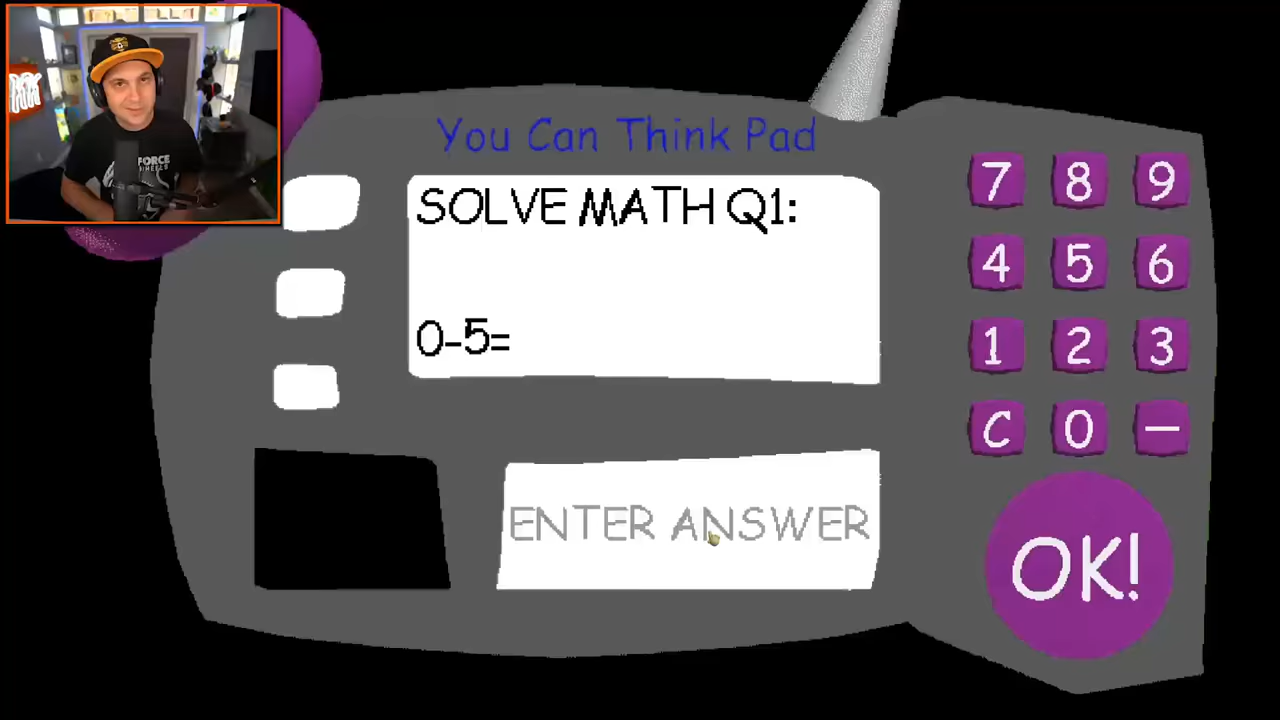 You Can Think Pad
SOLVE MATH Q1:
0-5=
ENTER ANSWER
7 8 9
4 5 6
1 2 3
C 0 —
OK!
FORCE